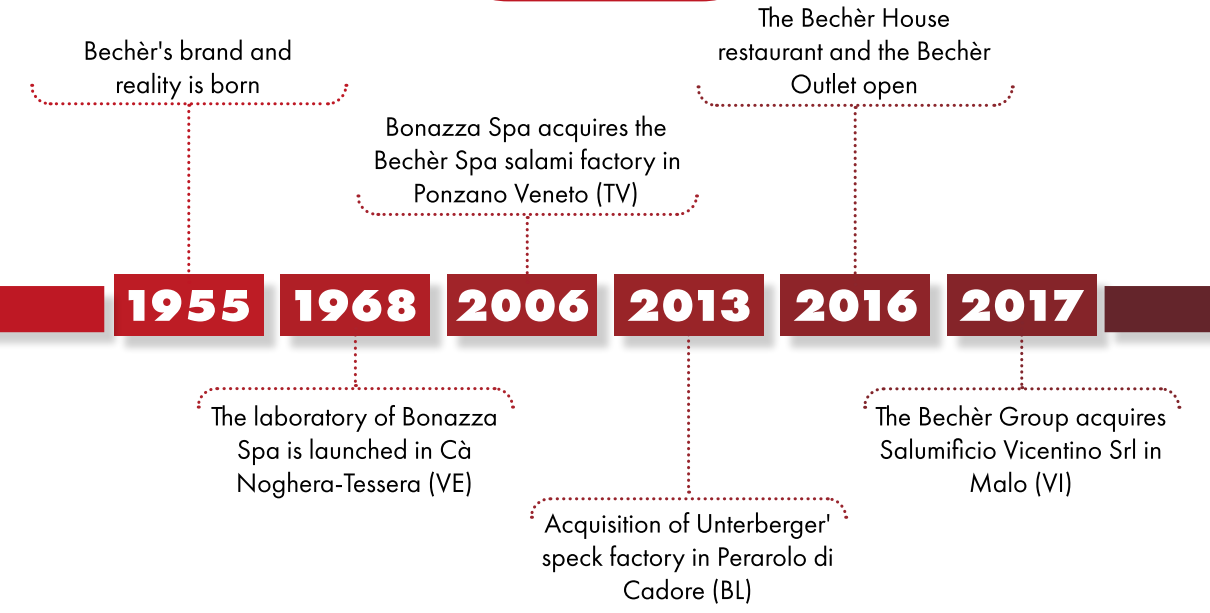 The Bechèr House
restaurant and the Bechèr
Outlet open
Bechèr's brand and
reality is born
Bonazza Spa acquires the
Bechèr Spa salami factory in
Ponzano Veneto (TV)
1955
1968
2006
2013
2016
2017
The laboratory of Bonazza
Spa is launched in Cà
Noghera-Tessera (VE)
The Bechèr Group acquires
Salumificio Vicentino Srl in
Malo (VI)
Acquisition of Unterberger'
speck factory in Perarolo di
Cadore (BL)